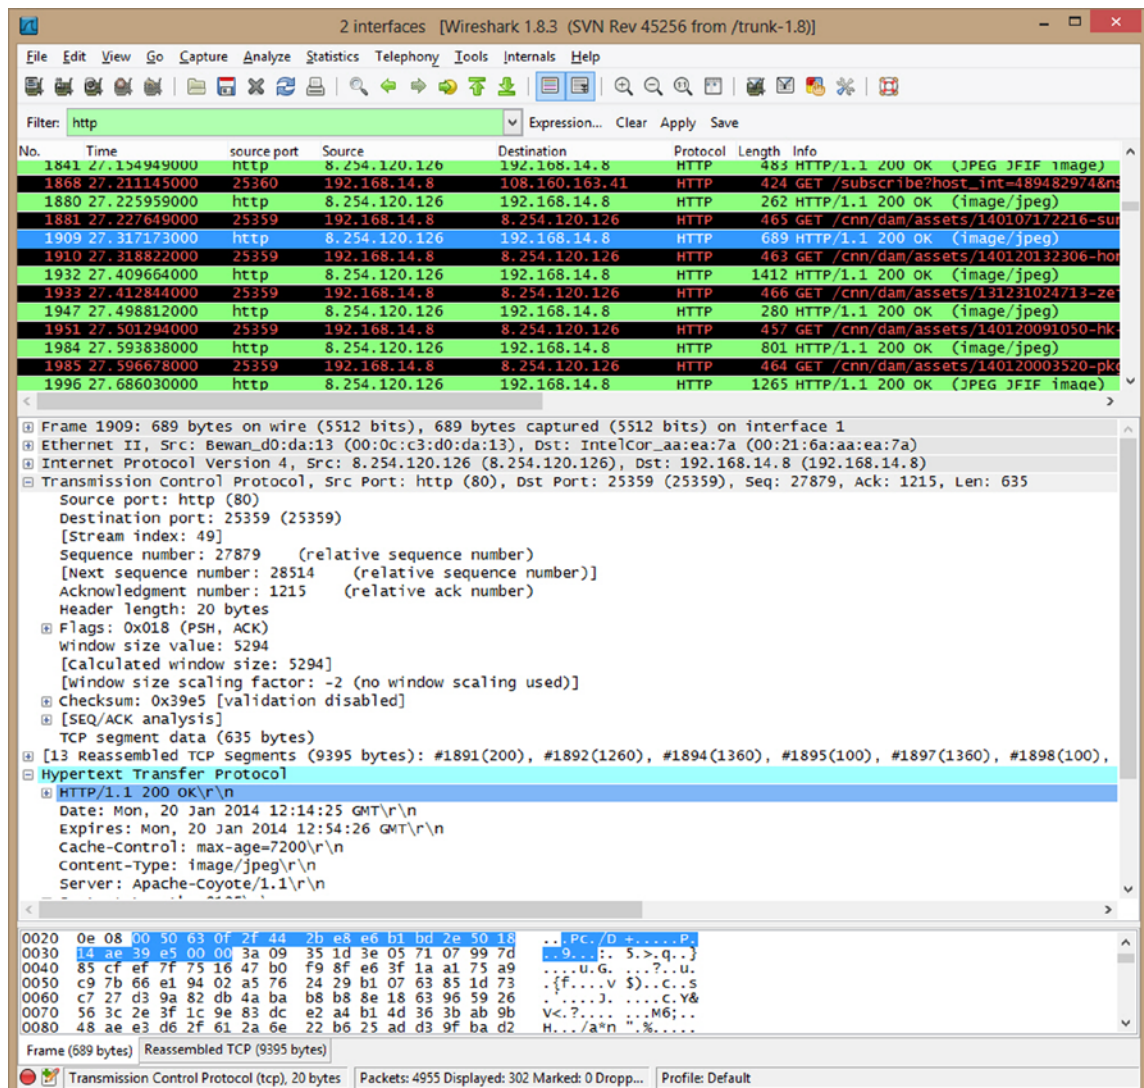 2 interfaces [Wireshark 1.8.3 (SVN Rev 45256 from /trunk-1.8)]
File Edit View Go Capture Analyze Statistics Telephony Tools Internals Help
Filter: http Expression... Clear Apply Save
No. Time source port Source Destination Protocol Length Info
1841 27.154949000 http 8.254.120.126 192.168.14.8 HTTP 483 HTTP/1.1 200 OK (JPEG JFIF image)
1868 27.211145000 25360 192.168.14.8 108.160.163.41 HTTP 424 GET /subscribe?host_int=489482974&ns
1880 27.225959000 http 8.254.120.126 192.168.14.8 HTTP 262 HTTP/1.1 200 OK (image/jpeg)
1881 27.227649000 25359 192.168.14.8 8.254.120.126 HTTP 465 GET /cnn/dam/assets/140107172216-sur
1909 27.317173000 http 8.254.120.126 192.168.14.8 HTTP 689 HTTP/1.1 200 OK (image/jpeg)
1910 27.318822000 25359 192.168.14.8 8.254.120.126 HTTP 463 GET /cnn/dam/assets/140120132306-hor
1932 27.409664000 http 8.254.120.126 192.168.14.8 HTTP 1412 HTTP/1.1 200 OK (image/jpeg)
1933 27.412844000 25359 192.168.14.8 8.254.120.126 HTTP 466 GET /cnn/dam/assets/131231024713-ze
1947 27.498812000 http 8.254.120.126 192.168.14.8 HTTP 280 HTTP/1.1 200 OK (image/jpeg)
1951 27.501294000 25359 192.168.14.8 8.254.120.126 HTTP 457 GET /cnn/dam/assets/140120091050-hk-
1984 27.593838000 http 8.254.120.126 192.168.14.8 HTTP 801 HTTP/1.1 200 OK (image/jpeg)
1985 27.596678000 25359 192.168.14.8 8.254.120.126 HTTP 464 GET /cnn/dam/assets/140120003520-pkg
1996 27.686030000 http 8.254.120.126 192.168.14.8 HTTP 1265 HTTP/1.1 200 OK (JPEG JFIF image)
Frame 1909: 689 bytes on wire (5512 bits), 689 bytes captured (5512 bits) on interface 1
Ethernet II, Src: Bewan_d0:da:13 (00:0c:c3:d0:da:13), Dst: IntelCor_aa:ea:7a (00:21:6a:aa:ea:7a)
Internet Protocol Version 4, Src: 8.254.120.126 (8.254.120.126), Dst: 192.168.14.8 (192.168.14.8)
Transmission Control Protocol, Src Port: http (80), Dst Port: 25359 (25359), Seq: 27879, Ack: 1215, Len: 635
Source port: http (80)
Destination port: 25359 (25359)
[Stream index: 49]
Sequence number: 27879 (relative sequence number)
[Next sequence number: 28514 (relative sequence number)]
Acknowledgment number: 1215 (relative ack number)
Header length: 20 bytes
Flags: 0x018 (PSH, ACK)
Window size value: 5294
[Calculated window size: 5294]
[Window size scaling factor: -2 (no window scaling used)]
Checksum: 0x39e5 [validation disabled]
[SEQ/ACK analysis]
TCP segment data (635 bytes)
[13 Reassembled TCP Segments (9395 bytes): #1891(200), #1892(1260), #1894(1360), #1895(100), #1897(1360), #1898(100),
Hypertext Transfer Protocol
HTTP/1.1 200 OK\r\n
Date: Mon, 20 Jan 2014 12:14:25 GMT\r\n
Expires: Mon, 20 Jan 2014 12:54:26 GMT\r\n
Cache-Control: max-age=7200\r\n
Content-Type: image/jpeg\r\n
Server: Apache-Coyote/1.1\r\n
0020 0e 08 00 50 63 0f 2f 44 2b e8 e6 b1 bd 2e 50 18 ...Pc./D +.....P.
0030 14 ae 39 e5 00 00 3a 09 35 1d 3e 05 71 07 99 7d ..9...:. 5.>.q..}
0040 85 cf ef 7f 75 16 47 b0 f9 8f e6 3f 1a a1 75 a9 ....u.G. ...?..u.
0050 c9 7b 66 e1 94 02 a5 76 24 29 b1 07 63 85 1d 73 .{f....v $)..c..s
0060 c7 27 d3 9a 82 db 4a ba b8 b8 8e 18 63 96 59 26 .'....J. ....c.Y&
0070 56 3c 2e 3f 1c 9e 83 dc e2 a4 b1 4d 36 3b ab 9b V<.?.... ...M6;..
0080 48 ae e3 d6 2f 61 2a 6e 22 b6 25 ad d3 9f ba d2 H.../a*n ".%.....
Frame (689 bytes) Reassembled TCP (9395 bytes)
Transmission Control Protocol (tcp), 20 bytes Packets: 4955 Displayed: 302 Marked: 0 Dropp... Profile: Default